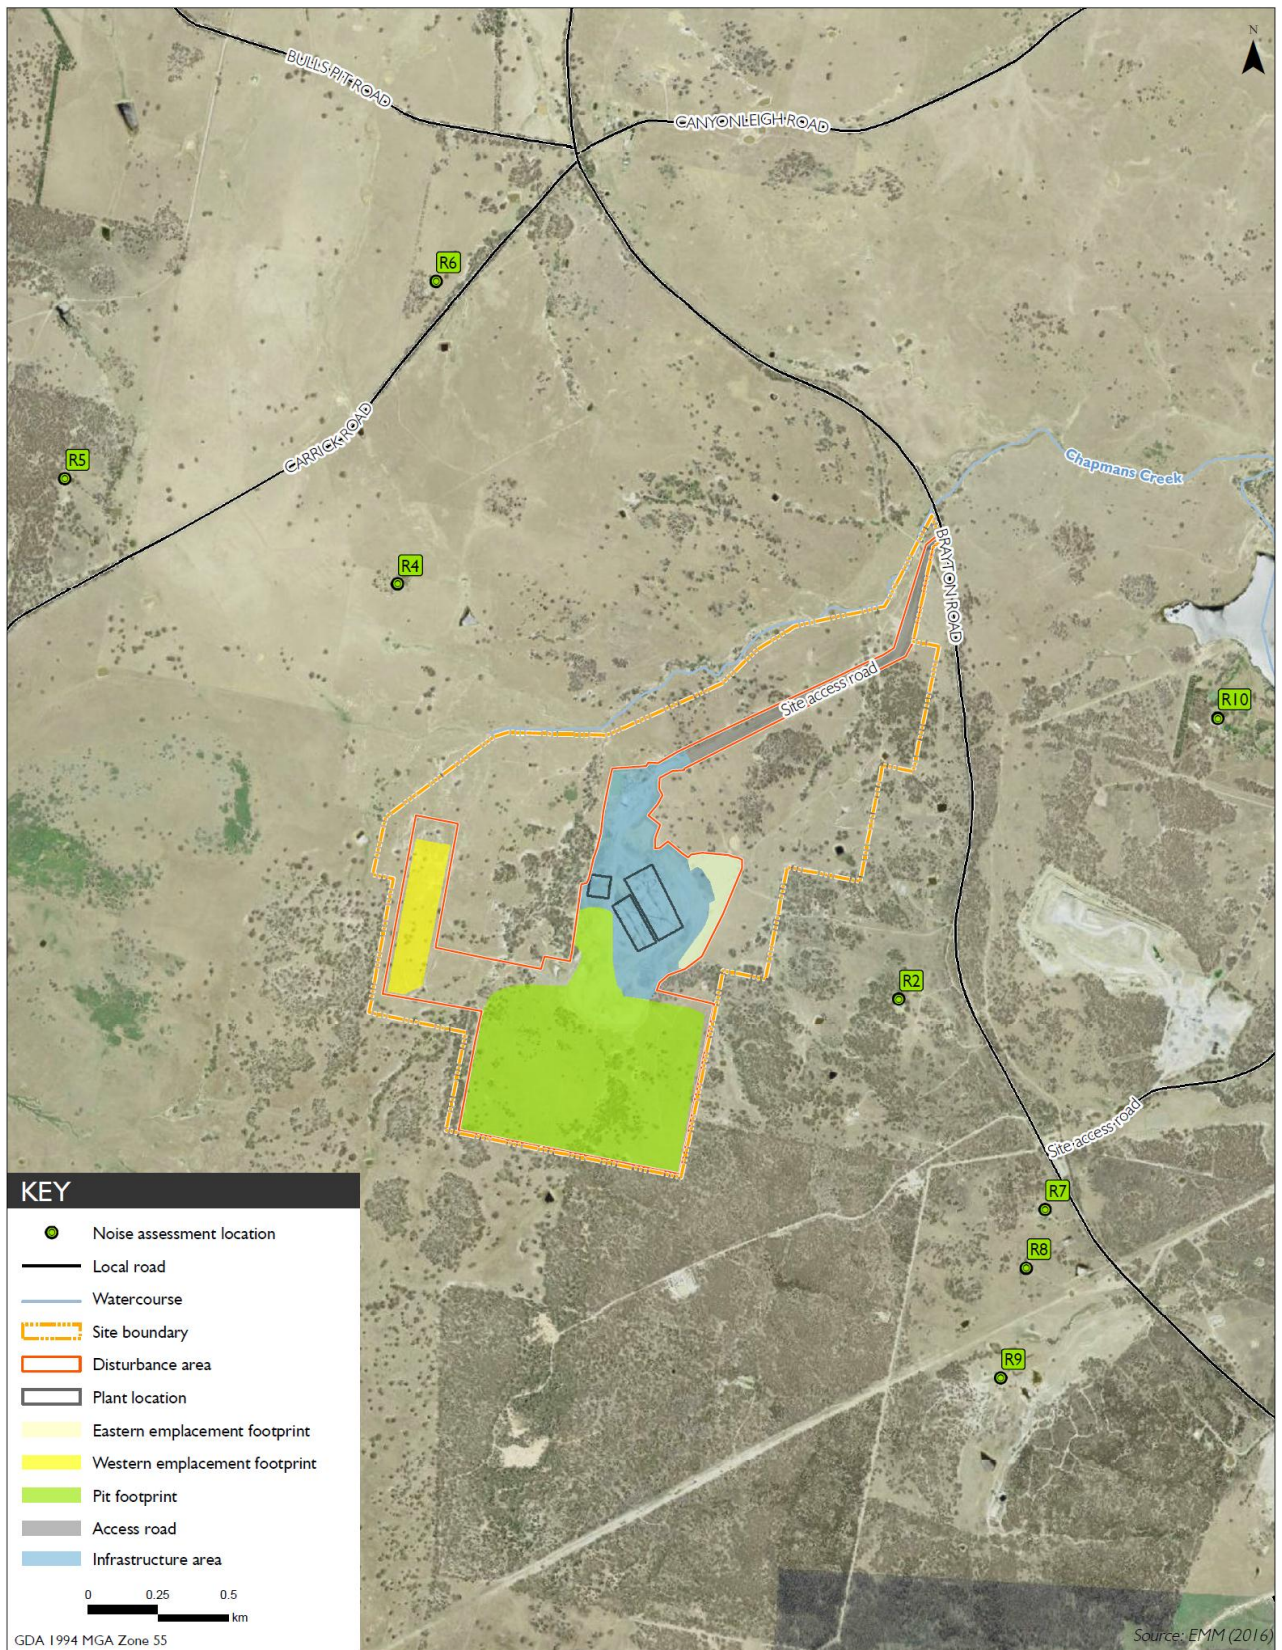 N
BULLS PIT ROAD
CANYONLEIGH ROAD
R6
CARRICK ROAD
R5
Chapmans Creek
BRAYTON ROAD
R4
Site access road
R10
R2
Site access road
R7
R8
R9
KEY
Noise assessment location
Local road
Watercourse
Site boundary
Disturbance area
Plant location
Eastern emplacement footprint
Western emplacement footprint
Pit footprint
Access road
Infrastructure area
0 0.25 0.5
km
GDA 1994 MGA Zone 55
Source: EMM (2016)